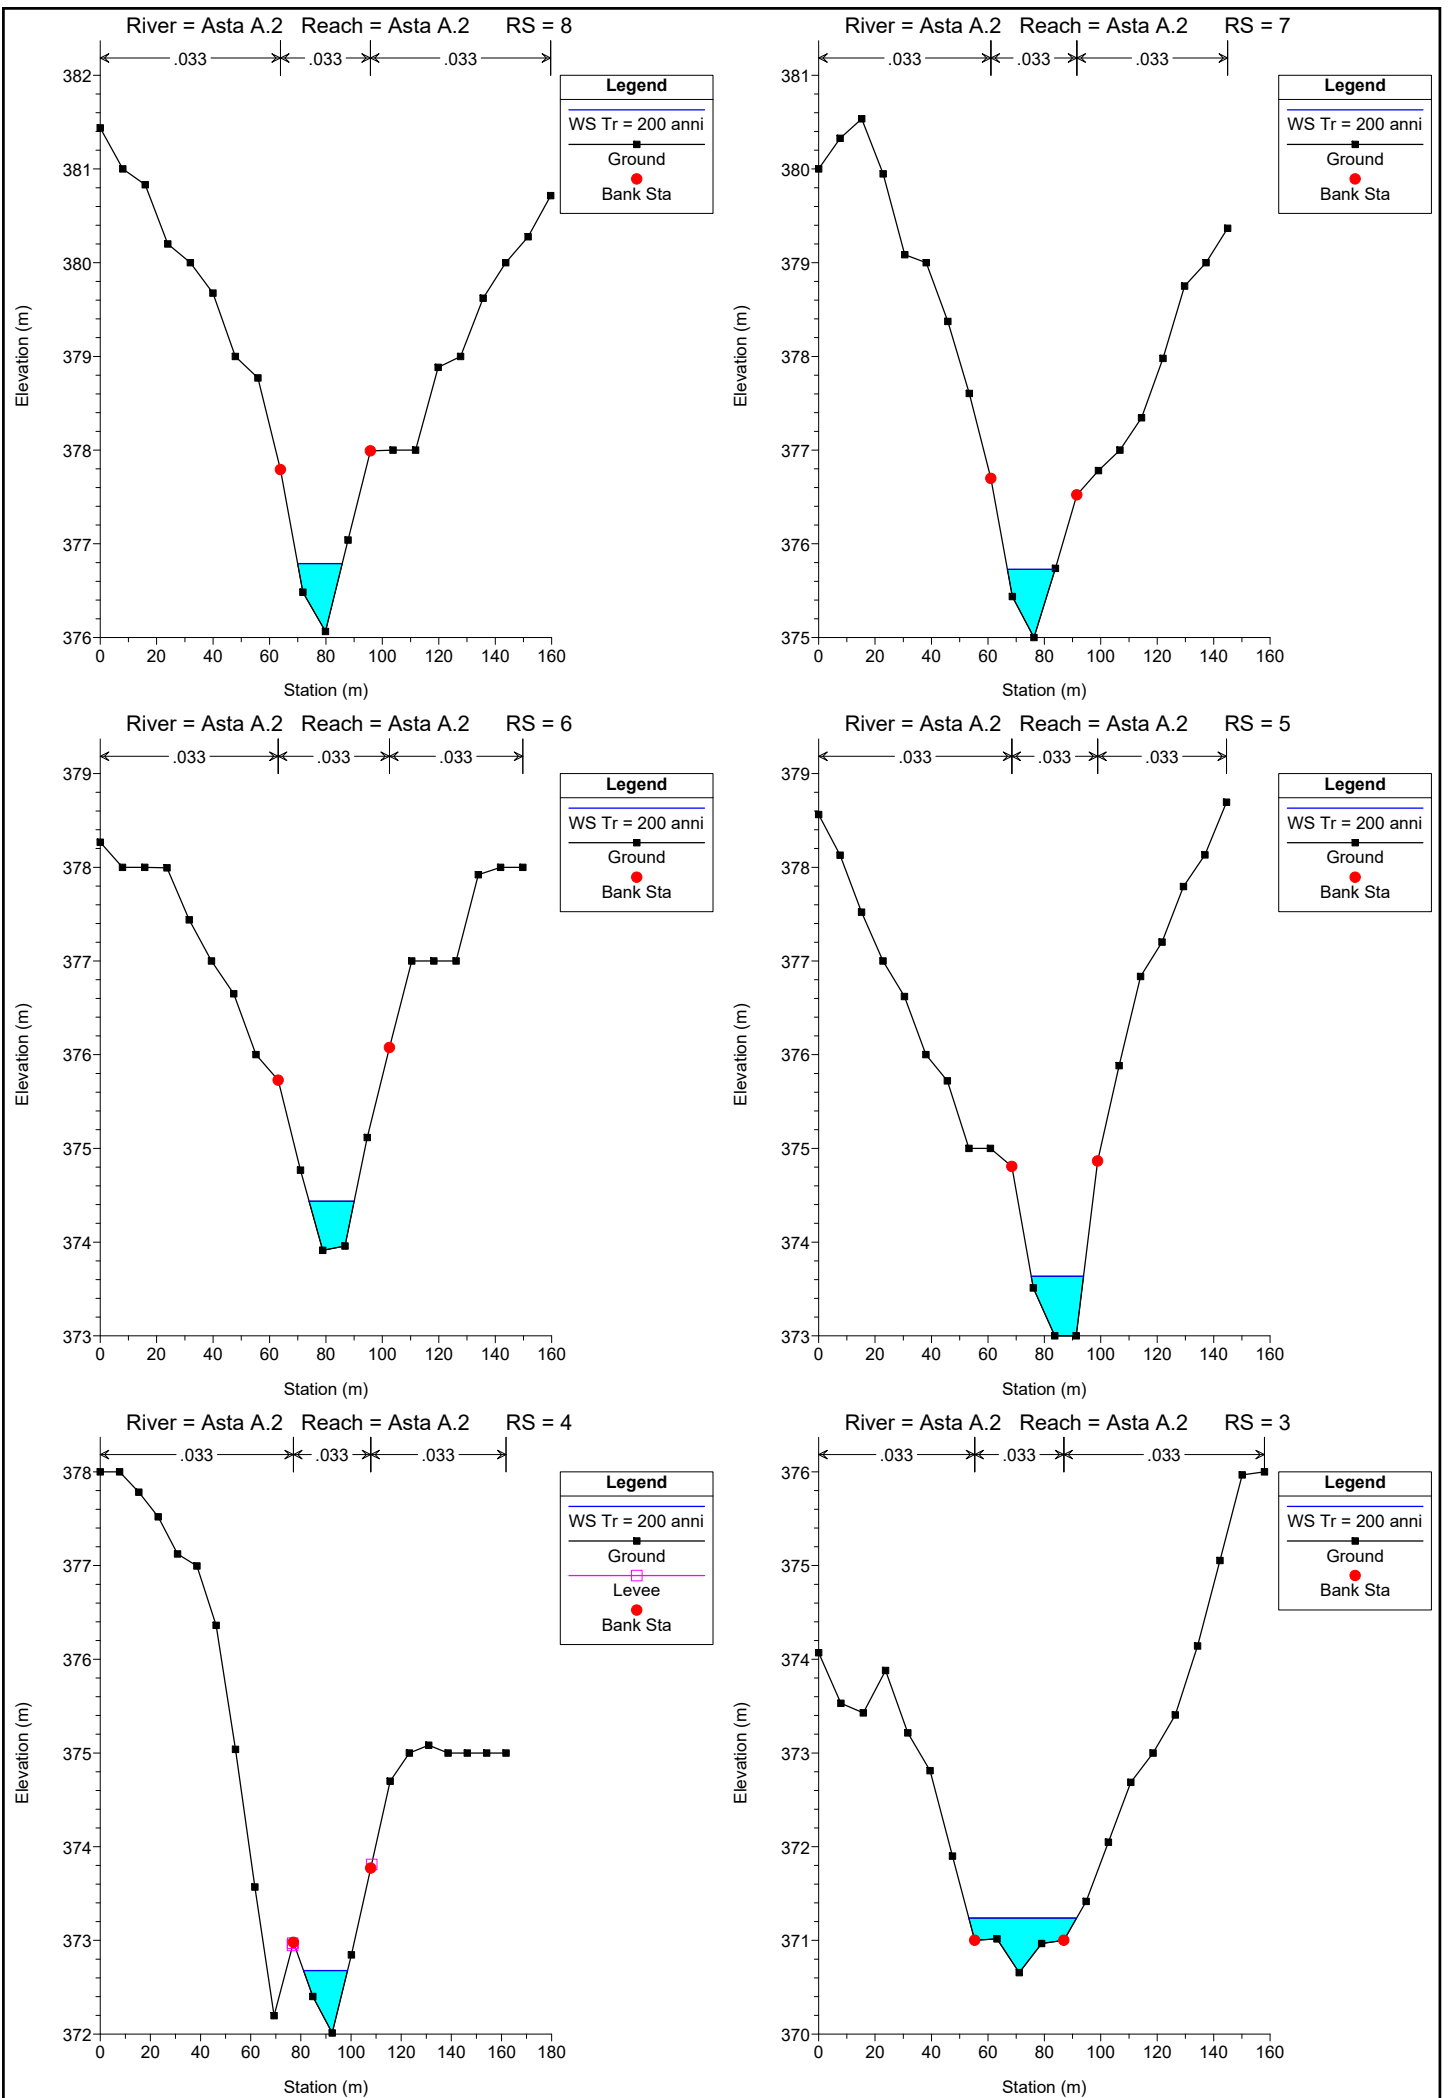 River = Asta A.2 Reach = Asta A.2 RS = 8
.033 .033 .033
382
381
380
379
378
377
376
0 20 40 60 80 100 120 140 160
Station (m)
Elevation (m)
Legend
WS Tr = 200 anni
Ground
Bank Sta
River = Asta A.2 Reach = Asta A.2 RS = 7
.033 .033 .033
381
380
379
378
377
376
375
0 20 40 60 80 100 120 140 160
Station (m)
Elevation (m)
Legend
WS Tr = 200 anni
Ground
Bank Sta
River = Asta A.2 Reach = Asta A.2 RS = 6
.033 .033 .033
379
378
377
376
375
374
373
0 20 40 60 80 100 120 140 160
Station (m)
Elevation (m)
Legend
WS Tr = 200 anni
Ground
Bank Sta
River = Asta A.2 Reach = Asta A.2 RS = 5
.033 .033 .033
379
378
377
376
375
374
373
0 20 40 60 80 100 120 140 160
Station (m)
Elevation (m)
Legend
WS Tr = 200 anni
Ground
Bank Sta
River = Asta A.2 Reach = Asta A.2 RS = 4
.033 .033 .033
378
377
376
375
374
373
372
0 20 40 60 80 100 120 140 160 180
Station (m)
Elevation (m)
Legend
WS Tr = 200 anni
Ground
Levee
Bank Sta
River = Asta A.2 Reach = Asta A.2 RS = 3
.033 .033 .033
376
375
374
373
372
371
370
0 20 40 60 80 100 120 140 160
Station (m)
Elevation (m)
Legend
WS Tr = 200 anni
Ground
Bank Sta